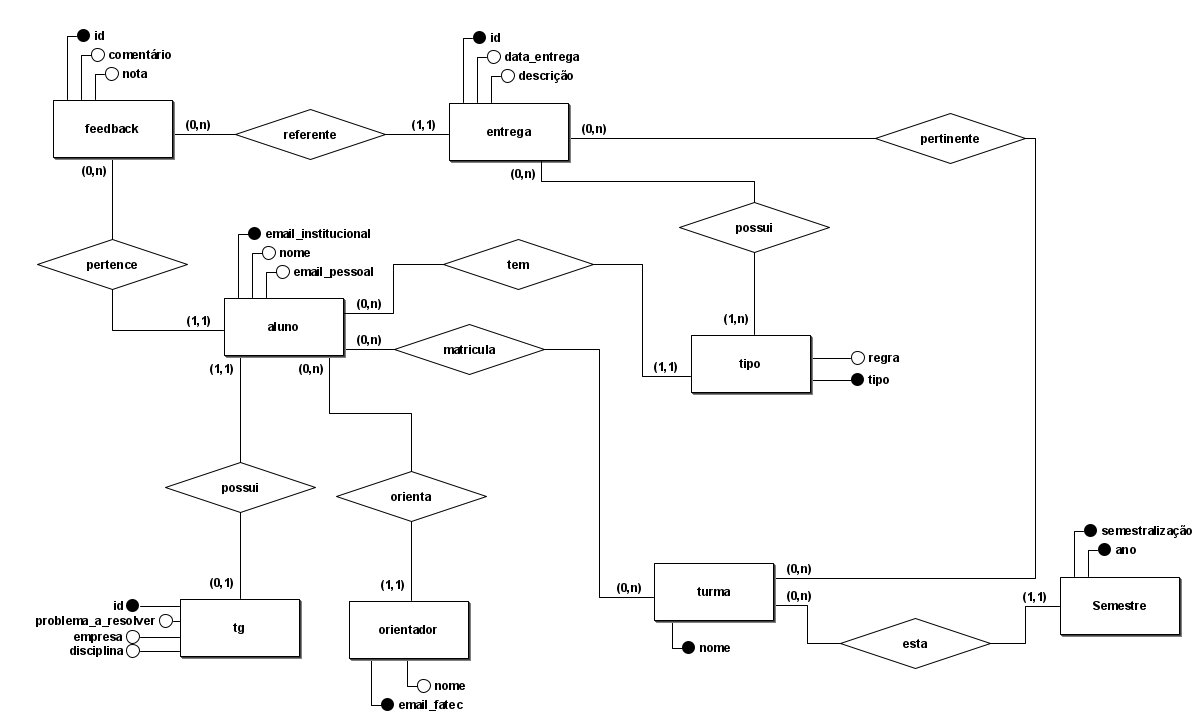 id
comentário
nota
feedback
(0,n)
referente
(1,1)
id
data_entrega
descrição
entrega
(0,n)
pertinente
(0,n)
(0,n)
possui
pertence
email_institucional
nome
email_pessoal
tem
(0,n)
(1,1)
aluno
(0,n)
matricula
(1,n)
(1,1)
tipo
regra
tipo
(1,1)
(0,n)
possui
orienta
(0,1)
(1,1)
id
problema_a_resolver
empresa
disciplina
tg
orientador
nome
email_fatec
(0,n)
turma
(0,n)
(0,n)
nome
esta
(1,1)
semestralização
ano
Semestre